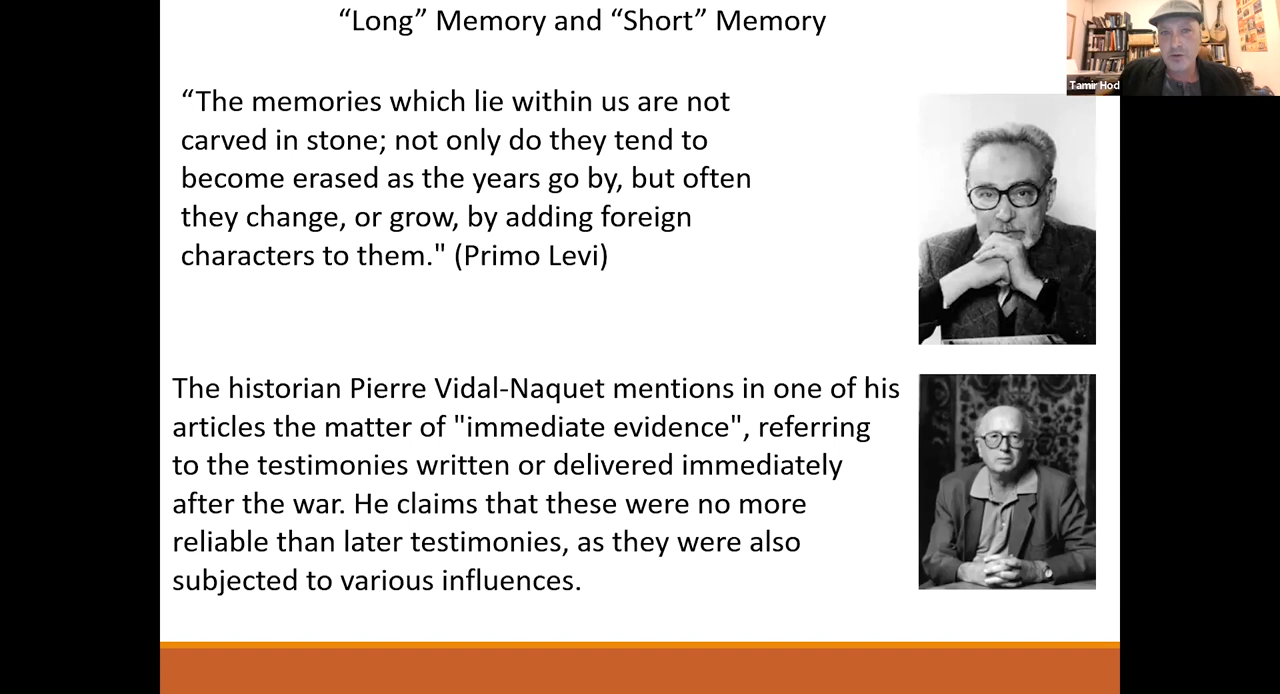 “Long” Memory and “Short” Memory
Tamir Hod
“The memories which lie within us are not
carved in stone; not only do they tend to
become erased as the years go by, but often
they change, or grow, by adding foreign
characters to them." (Primo Levi)
The historian Pierre Vidal-Naquet mentions in one of his
articles the matter of "immediate evidence", referring
to the testimonies written or delivered immediately
after the war. He claims that these were no more
reliable than later testimonies, as they were also
subjected to various influences.